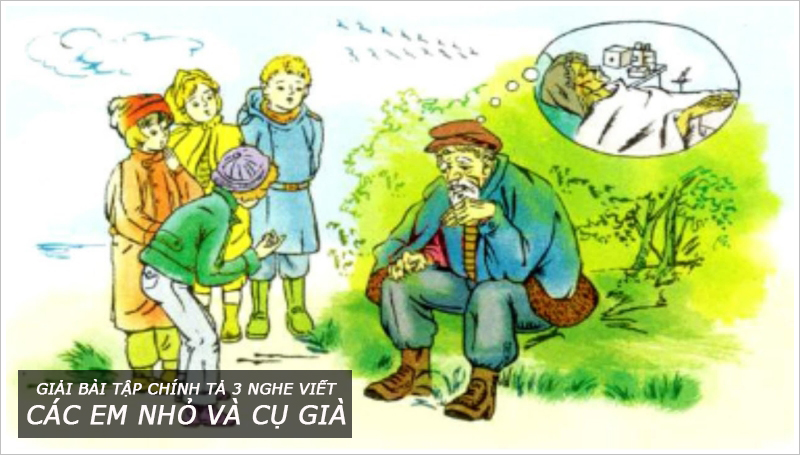 GIẢI BÀI TẬP CHÍNH TẢ 3 NGHE VIẾT
CÁC EM NHỎ VÀ CỤ GIÀ